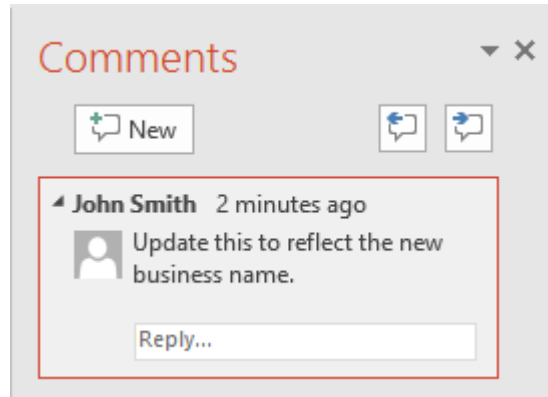 Comments
New
John Smith 2 minutes ago
Update this to reflect the new
business name.
Reply...